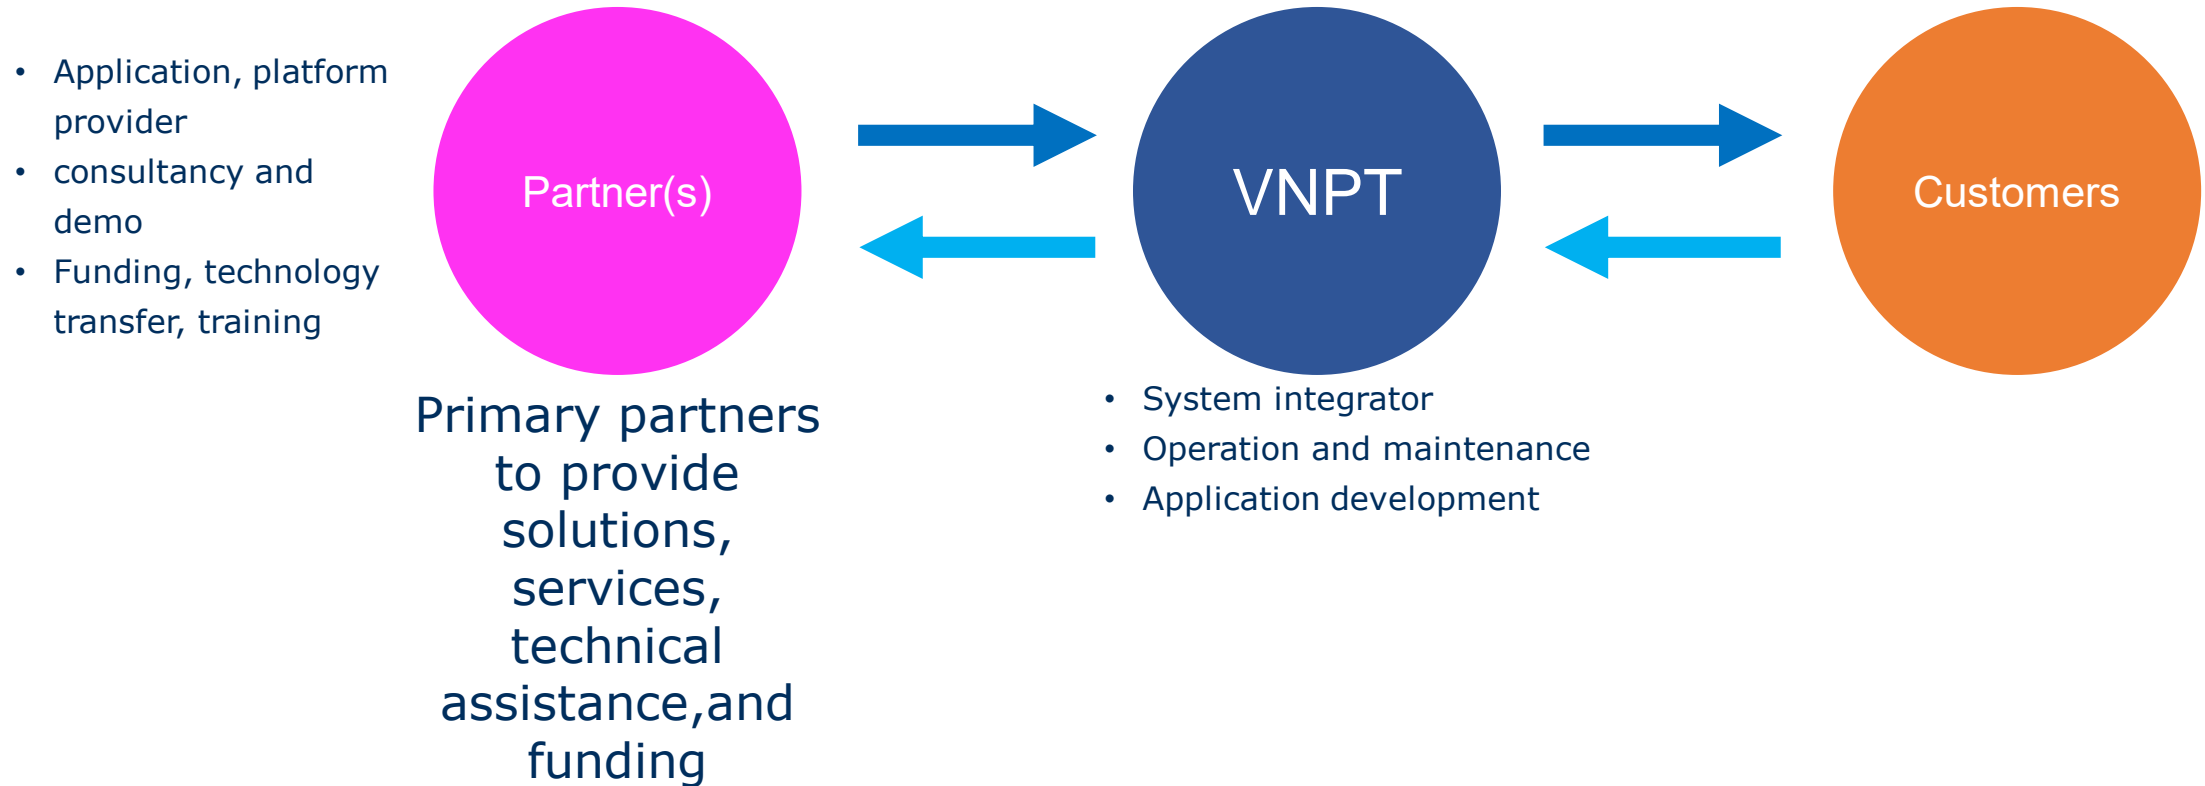 • Application, platform
provider
• consultancy and
demo
• Funding, technology
transfer, training
Partner(s)
Primary partners
to provide
solutions,
services,
technical
assistance,and
funding
VNPT
• System integrator
• Operation and maintenance
• Application development
Customers